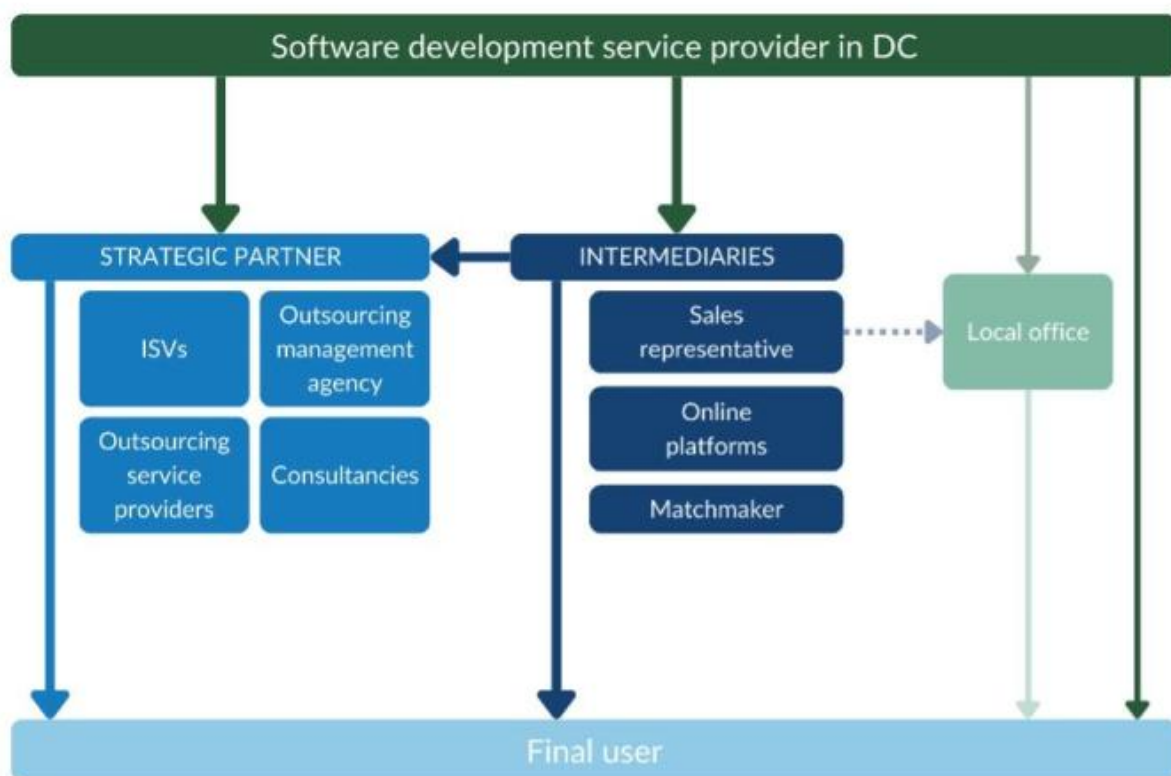 Software development service provider in DC
STRATEGIC PARTNER
INTERMEDIARIES
ISVs
Outsourcing
management
agency
Outsourcing
service
providers
Consultancies
Sales
representative
Online
platforms
Matchmaker
Local office
Final user